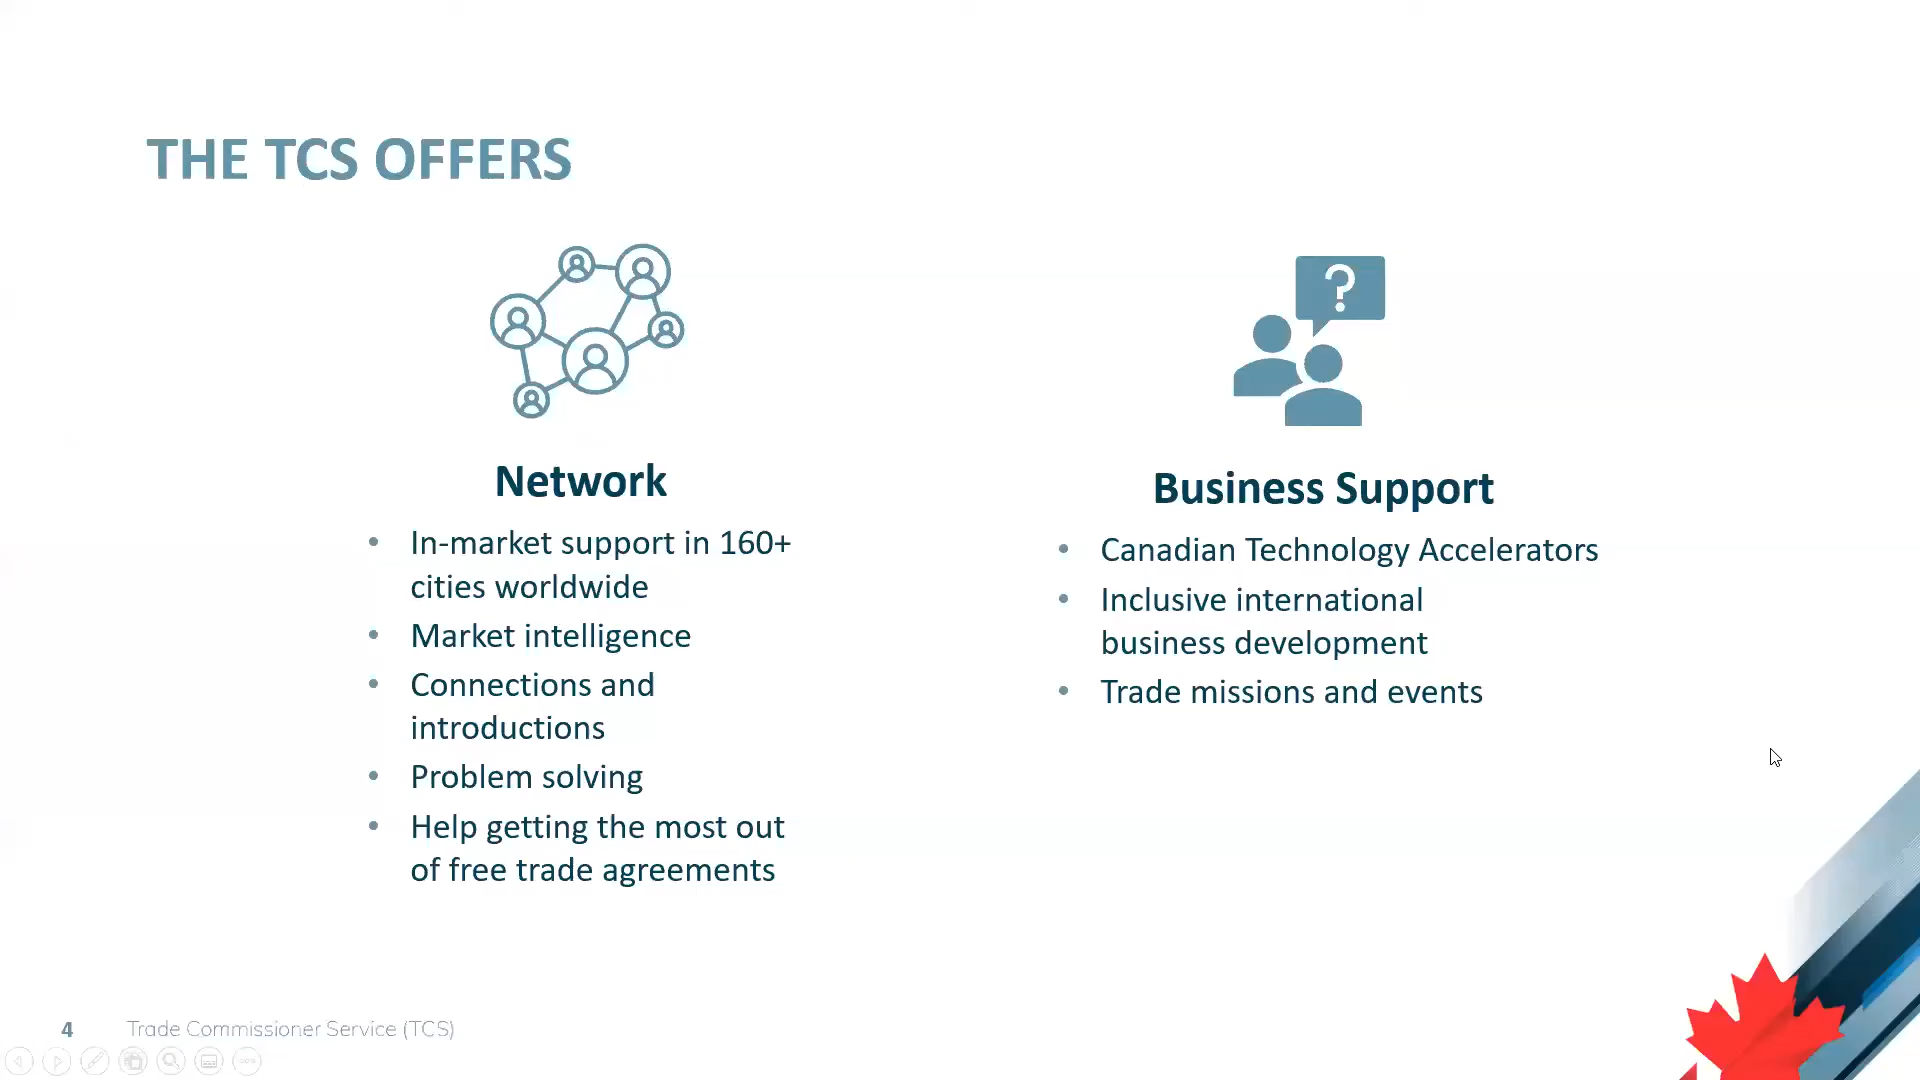 THE TCS OFFERS
?
Network
• In-market support in 160+
cities worldwide
• Market intelligence
• Connections and
introductions
• Problem solving
• Help getting the most out
of free trade agreements
Business Support
• Canadian Technology Accelerators
• Inclusive international
business development
• Trade missions and events
4 Trade Commissioner Service (TCS)